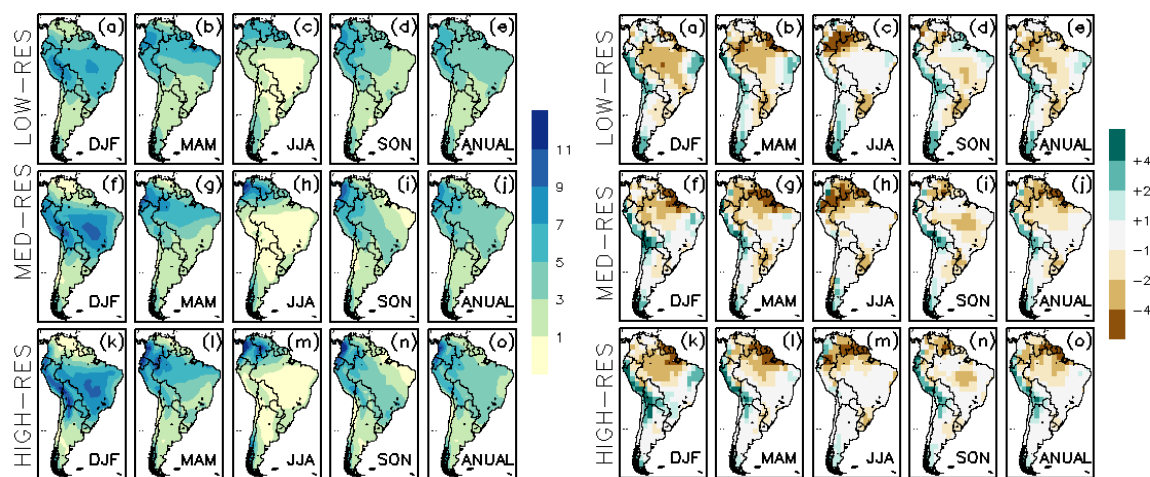 LOW-RES
(a) (b) (c) (d) (e)
DJF MAM JJA SON ANUAL
MED-RES
(f) (g) (h) (i) (j)
DJF MAM JJA SON ANUAL
HIGH-RES
(k) (l) (m) (n) (o)
DJF MAM JJA SON ANUAL
11
9
7
5
3
1
LOW-RES
(a) (b) (c) (d) (e)
DJF MAM JJA SON ANUAL
MED-RES
(f) (g) (h) (i) (j)
DJF MAM JJA SON ANUAL
HIGH-RES
(k) (l) (m) (n) (o)
DJF MAM JJA SON ANUAL
+4
+2
+1
-1
-2
-4